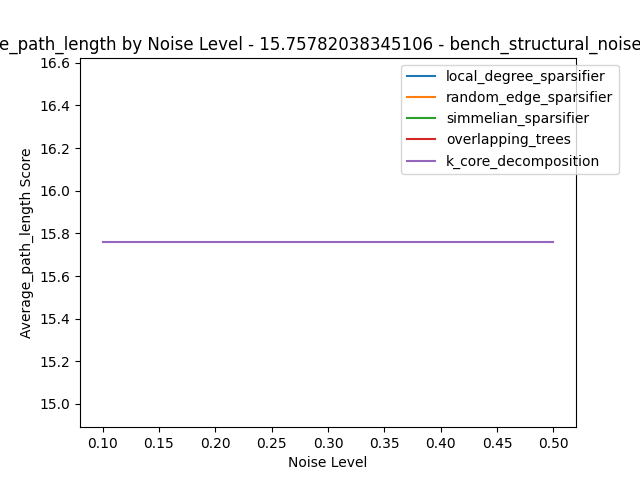 e_path_length by Noise Level - 15.75782038345106 - bench_structural_noise
16.6
16.4
16.2
16.0
15.8
15.6
15.4
15.2
15.0
Average_path_length Score
local_degree_sparsifier
random_edge_sparsifier
simmelian_sparsifier
overlapping_trees
k_core_decomposition
0.10 0.15 0.20 0.25 0.30 0.35 0.40 0.45 0.50
Noise Level